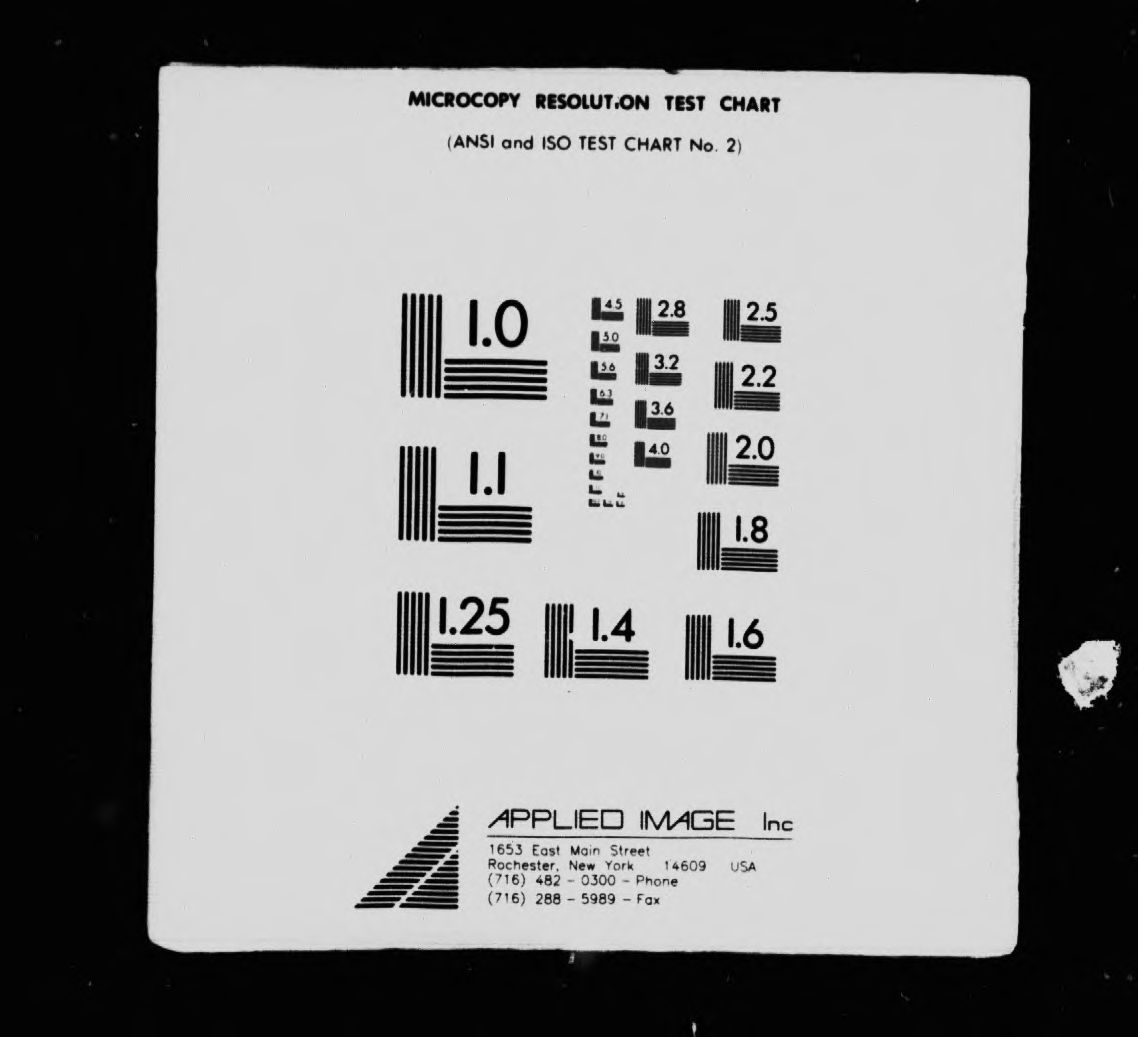 MICROCOPY RESOLUTION TEST CHART
(ANSI and ISO TEST CHART No. 2)
1.0
4.5 2.8 2.5
5.0
5.6 3.2 2.2
6.3
7.1 3.6
8.0
9.0 4.0 2.0
1.1
1.8
1.25 1.4 1.6
APPLIED IMAGE Inc
1653 East Main Street
Rochester, New York 14609 USA
(716) 482 - 0300 - Phone
(716) 288 - 5989 - Fax